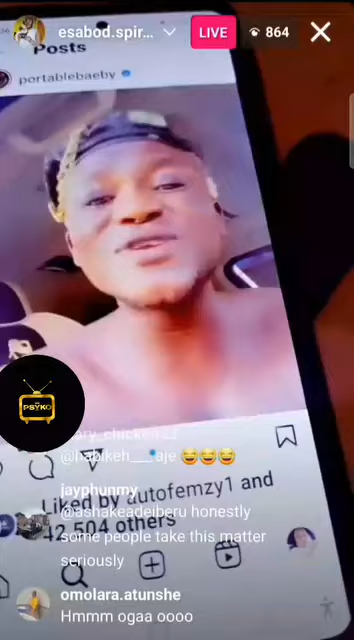 esabod.spir...
LIVE
864
Posts
portablebaeby
PSYKO
@habikeh___aje 😂😂😂
Liked by autofemzy1 and
42,504 others
jayphunmy
@ashakeadeiberu honestly
some people take this matter
seriously
omolara.atunshe
Hmmm ogaa oooo